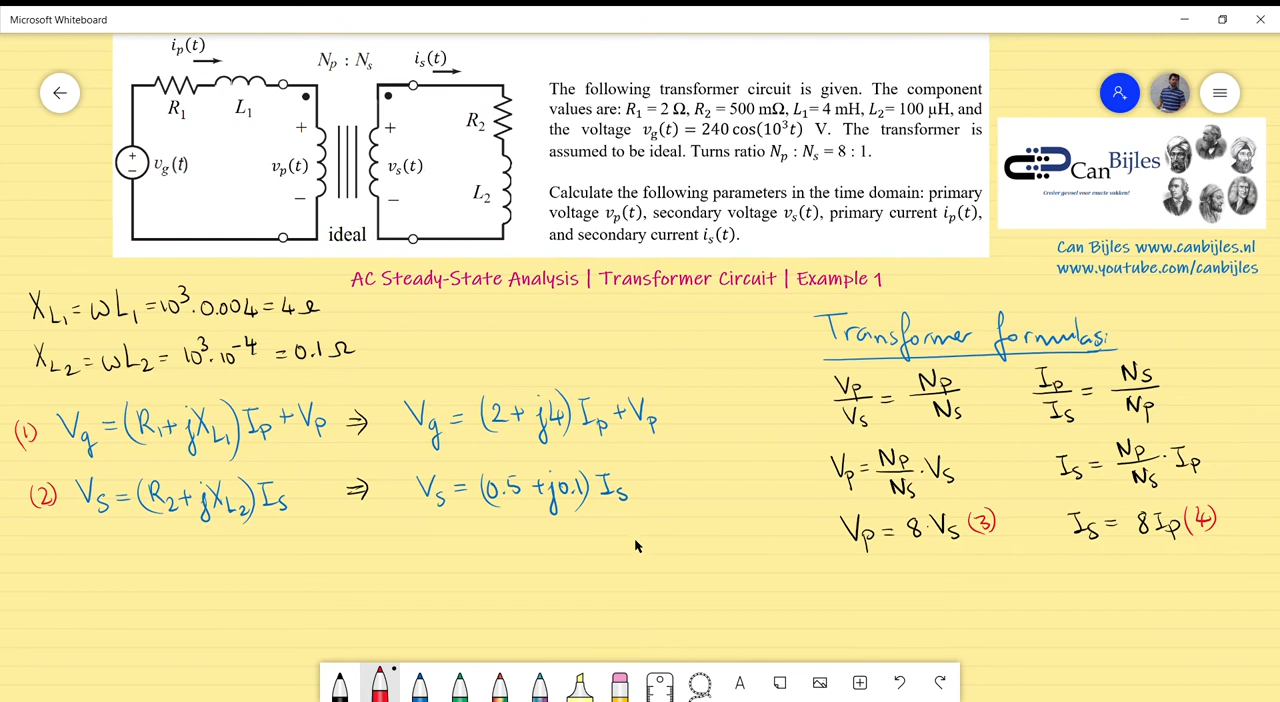 Microsoft Whiteboard
i_p(t)
N_p : N_s
i_s(t)
R_1
L_1
+
v_p(t)
−
+
v_s(t)
−
R_2
L_2
+
−
v_g(t)
ideal
The following transformer circuit is given. The component
values are: R_1 = 2 Ω, R_2 = 500 mΩ, L_1= 4 mH, L_2= 100 µH, and
the voltage v_g(t) = 240 cos(10^3t) V. The transformer is
assumed to be ideal. Turns ratio N_p : N_s = 8 : 1.
Calculate the following parameters in the time domain: primary
voltage v_p(t), secondary voltage v_s(t), primary current i_p(t),
and secondary current i_s(t).
Can Bijles
Creëer gevoel voor exacte vakken!
Can Bijles www.canbijles.nl
www.youtube.com/canbijles
AC Steady-State Analysis | Transformer Circuit | Example 1
X_L1 = ωL_1 = 10^3 · 0.004 = 4 Ω
X_L2 = ωL_2 = 10^3 · 10^-4 = 0.1 Ω
(1) V_g = (R_1 + jX_L1) I_p + V_p ⇒ V_g = (2 + j4) I_p + V_p
(2) V_s = (R_2 + jX_L2) I_s ⇒ V_s = (0.5 + j0.1) I_s
Transformer formulas:
V_p/V_s = N_p/N_s
I_p/I_s = N_s/N_p
V_p = N_p/N_s · V_s
I_s = N_p/N_s · I_p
V_p = 8 · V_s (3)
I_s = 8 I_p (4)
A